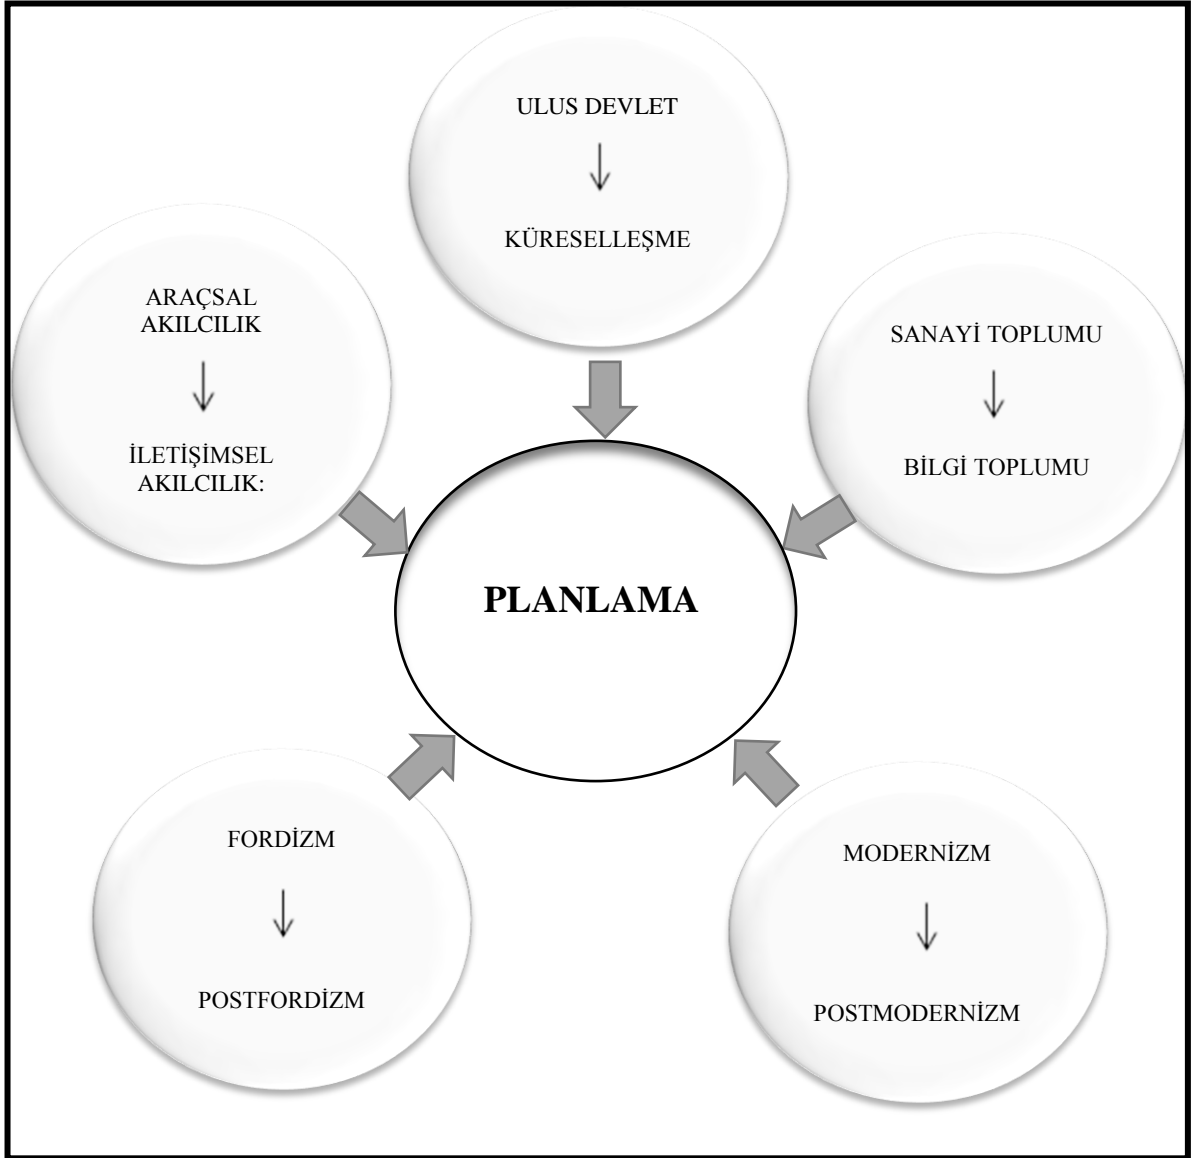 ULUS DEVLET
KÜRESELLEŞME
ARAÇSAL
AKILCILIK
İLETİŞİMSEL
AKILCILIK:
SANAYİ TOPLUMU
BİLGİ TOPLUMU
PLANLAMA
FORDİZM
POSTFORDİZM
MODERNİZM
POSTMODERNİZM